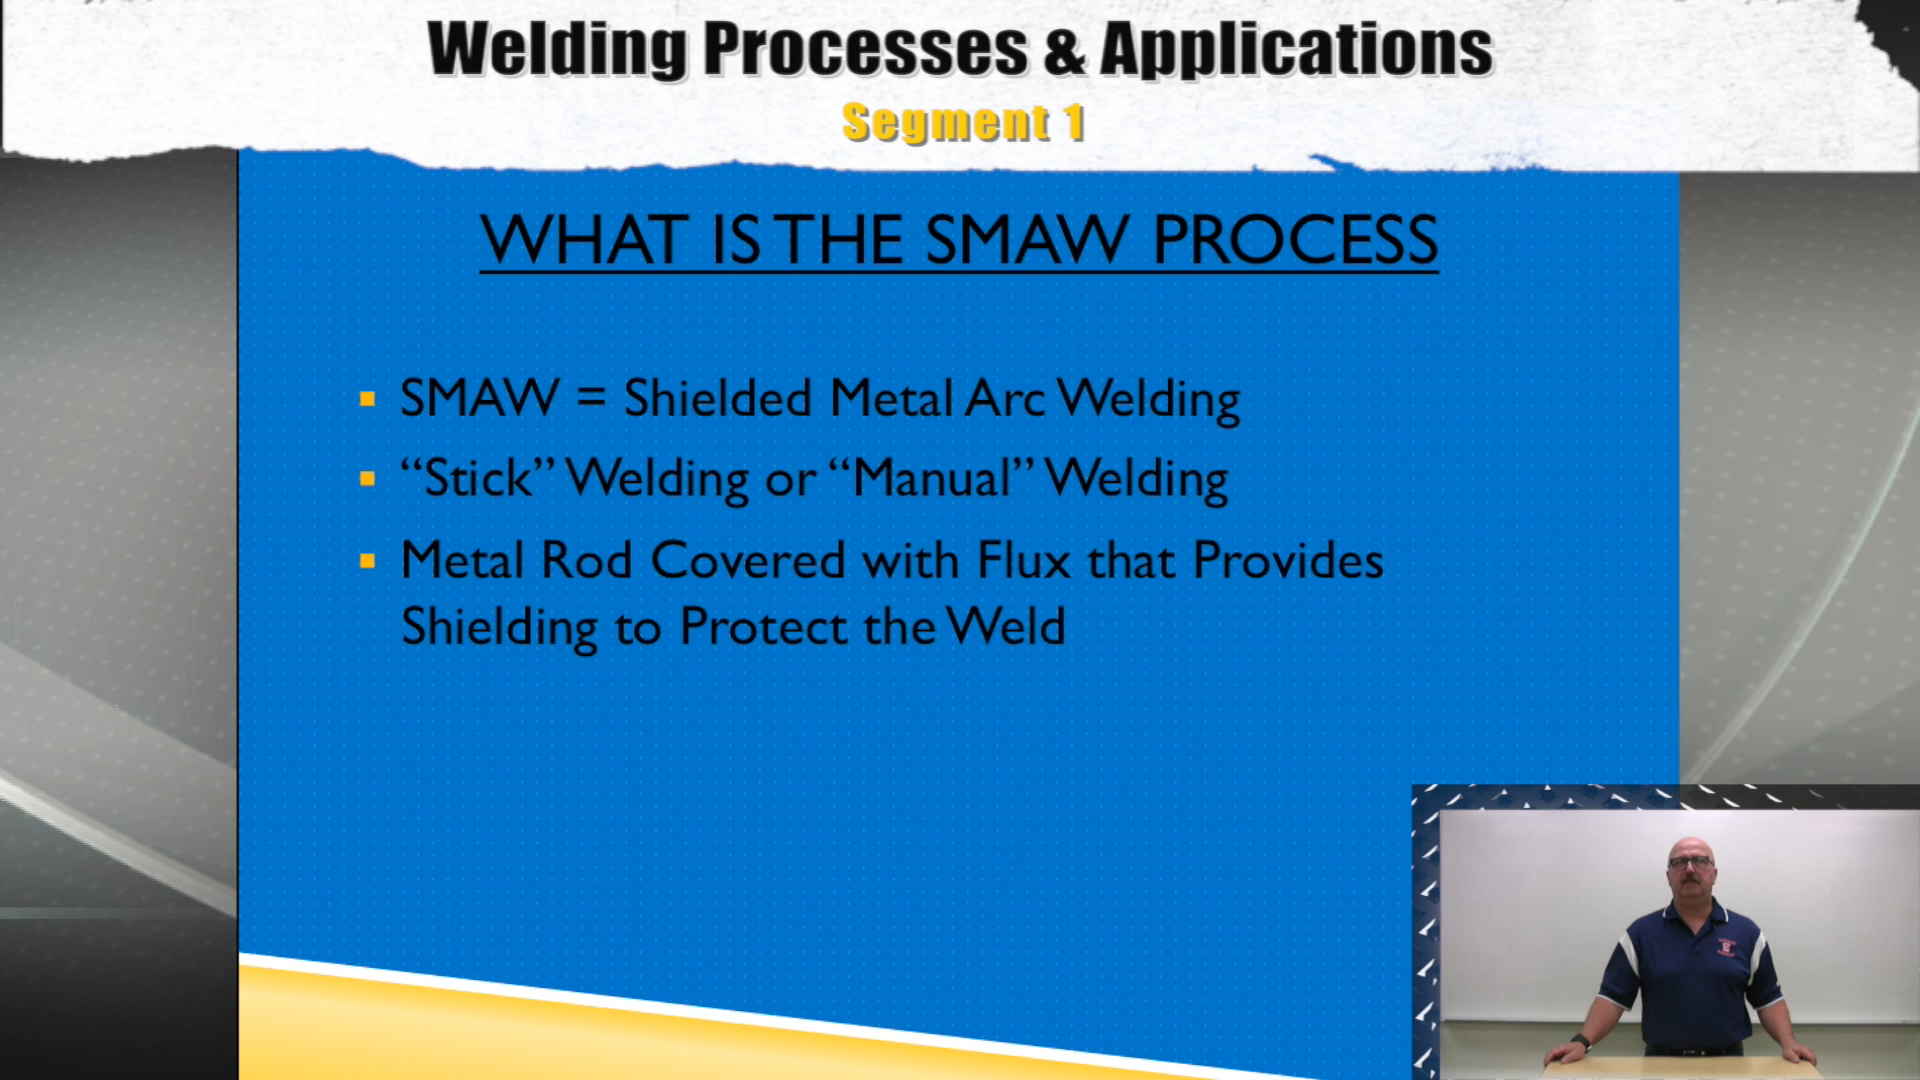 Welding Processes & Applications
Segment 1
WHAT IS THE SMAW PROCESS
SMAW = Shielded Metal Arc Welding
“Stick” Welding or “Manual” Welding
Metal Rod Covered with Flux that Provides
Shielding to Protect the Weld